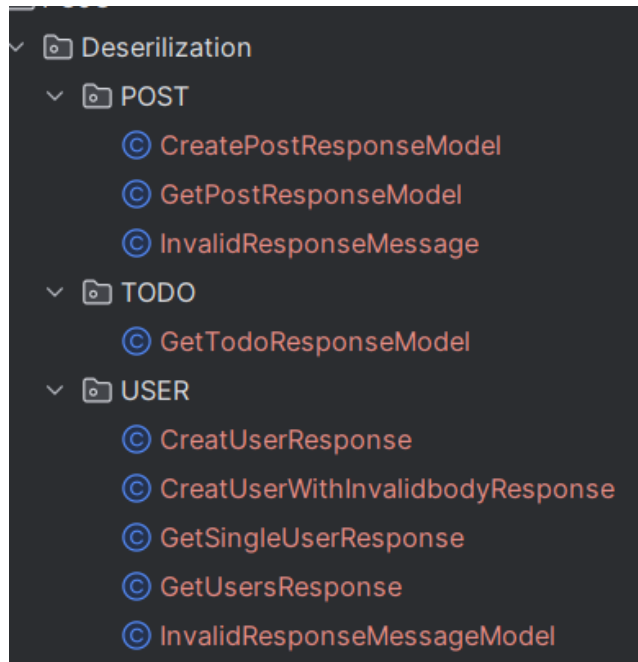 Deserilization
POST
CreatePostResponseModel
GetPostResponseModel
InvalidResponseMessage
TODO
GetTodoResponseModel
USER
CreatUserResponse
CreatUserWithInvalidbodyResponse
GetSingleUserResponse
GetUsersResponse
InvalidResponseMessageModel